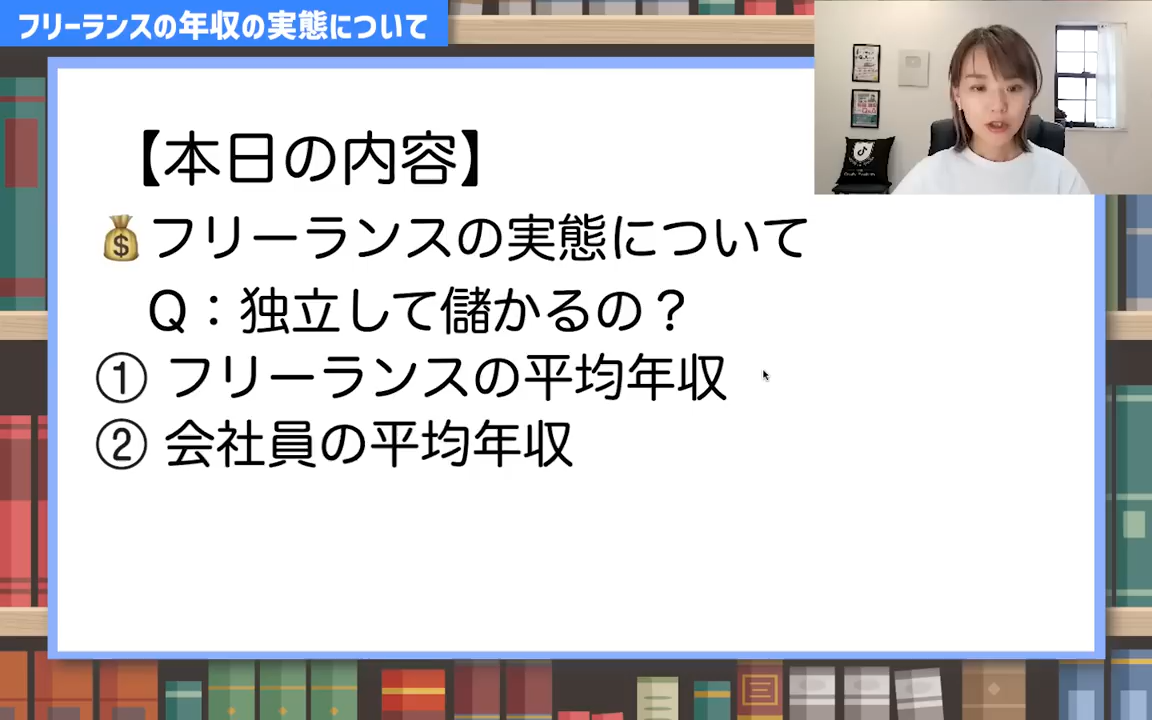 フリーランスの年収の実態について
【本日の内容】
💰フリーランスの実態について
Q：独立して儲かるの？
① フリーランスの平均年収
② 会社員の平均年収